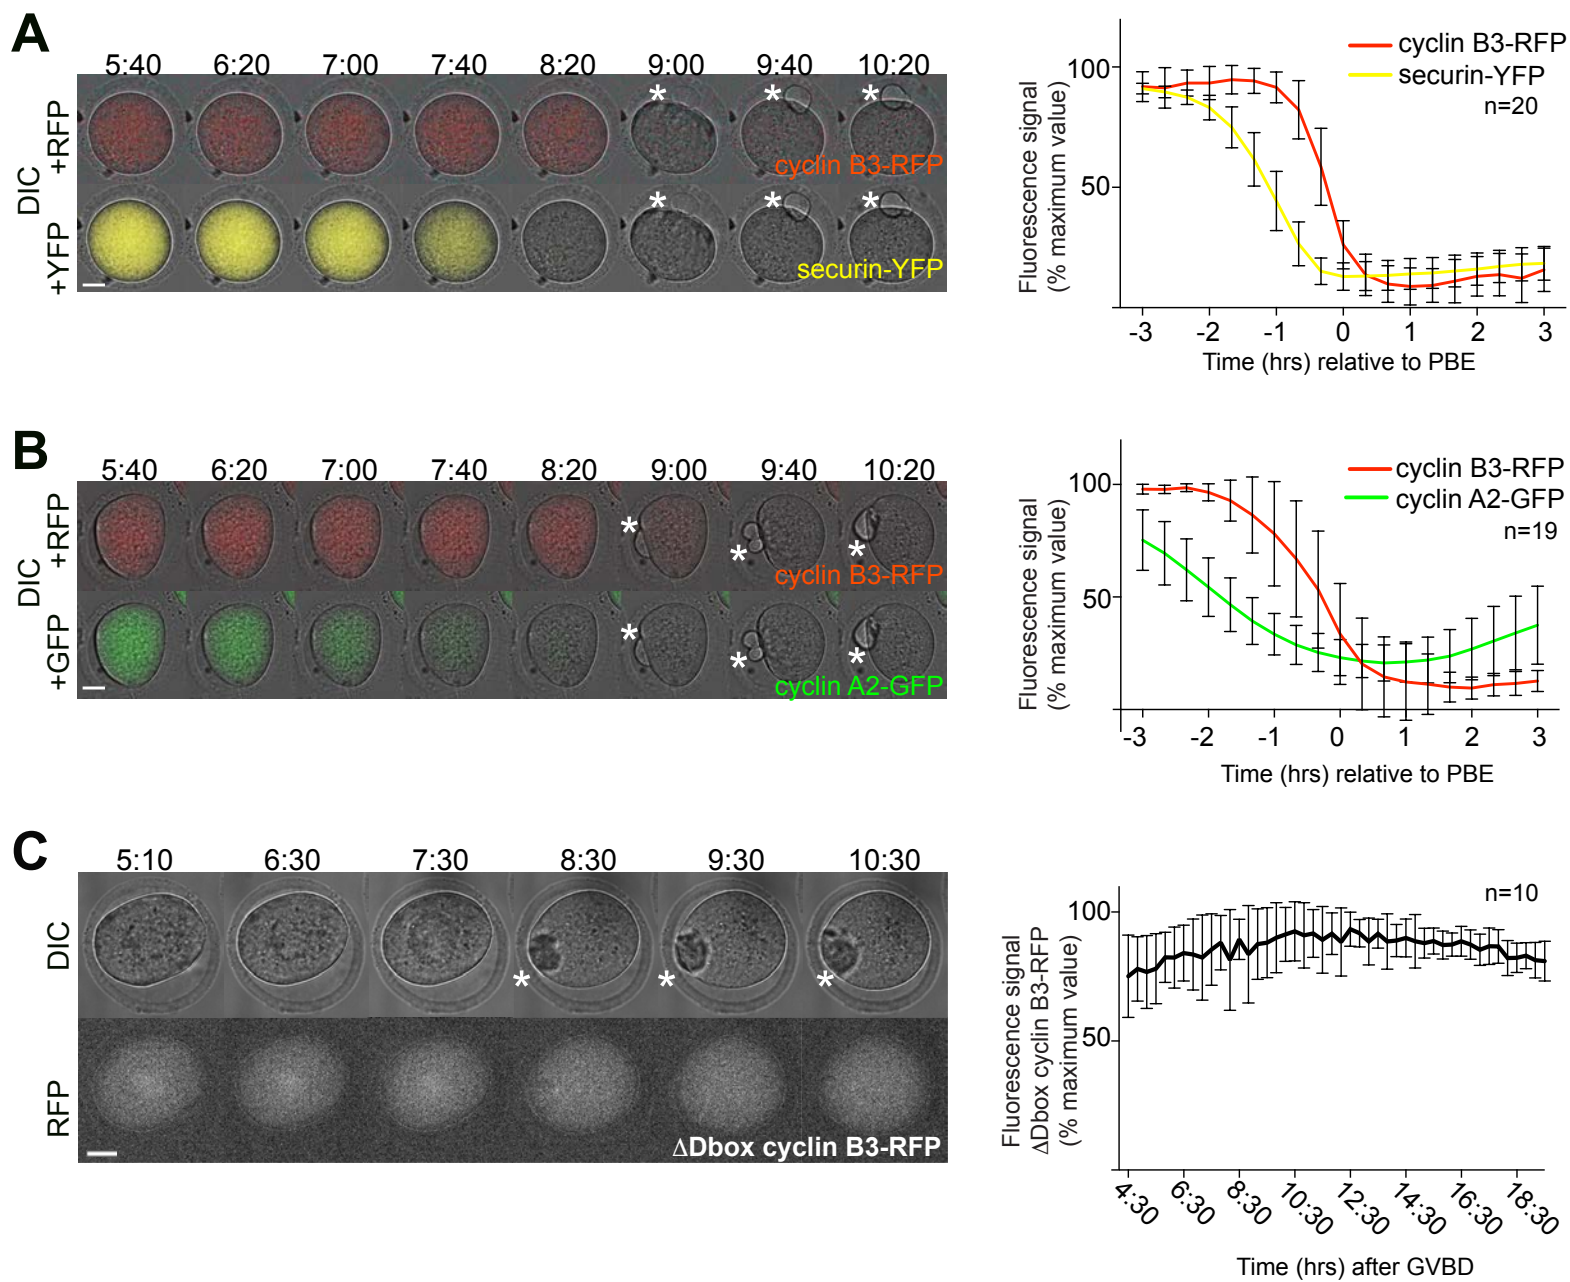 A
5:40 6:20 7:00 7:40 8:20 9:00 9:40 10:20
DIC
+RFP
+YFP
* * *
cyclin B3-RFP
* * *
securin-YFP
cyclin B3-RFP
securin-YFP
n=20
Fluorescence signal
(% maximum value)
100
50
-3 -2 -1 0 1 2 3
Time (hrs) relative to PBE
B
5:40 6:20 7:00 7:40 8:20 9:00 9:40 10:20
DIC
+RFP
+GFP
* * *
cyclin B3-RFP
* * *
cyclin A2-GFP
cyclin B3-RFP
cyclin A2-GFP
n=19
Fluorescence signal
(% maximum value)
100
50
-3 -2 -1 0 1 2 3
Time (hrs) relative to PBE
C
5:10 6:30 7:30 8:30 9:30 10:30
DIC
* * *
RFP
ΔDbox cyclin B3-RFP
n=10
Fluorescence signal
ΔDbox cyclin B3-RFP
(% maximum value)
100
50
4:30 6:30 8:30 10:30 12:30 14:30 16:30 18:30
Time (hrs) after GVBD